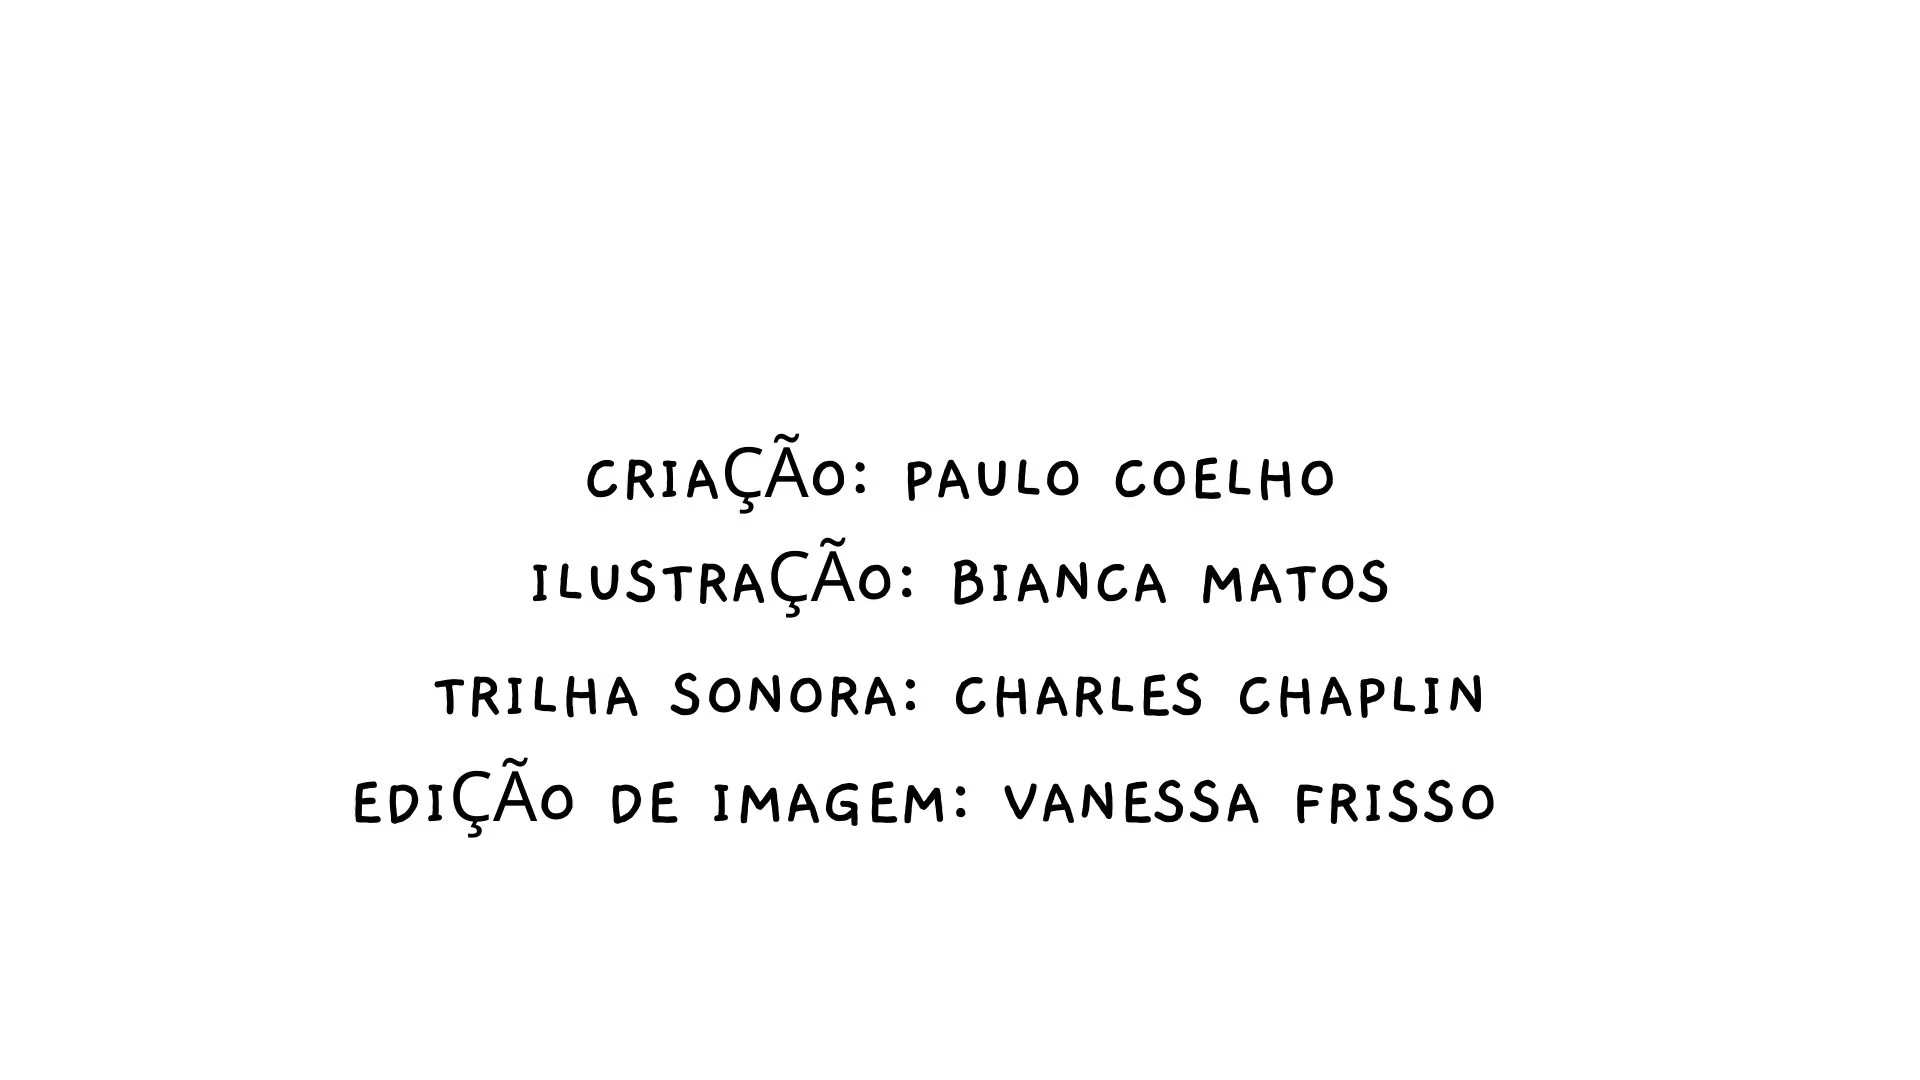 CRIAÇÃO: PAULO COELHO
ILUSTRAÇÃO: BIANCA MATOS
TRILHA SONORA: CHARLES CHAPLIN
EDIÇÃO DE IMAGEM: VANESSA FRISSO